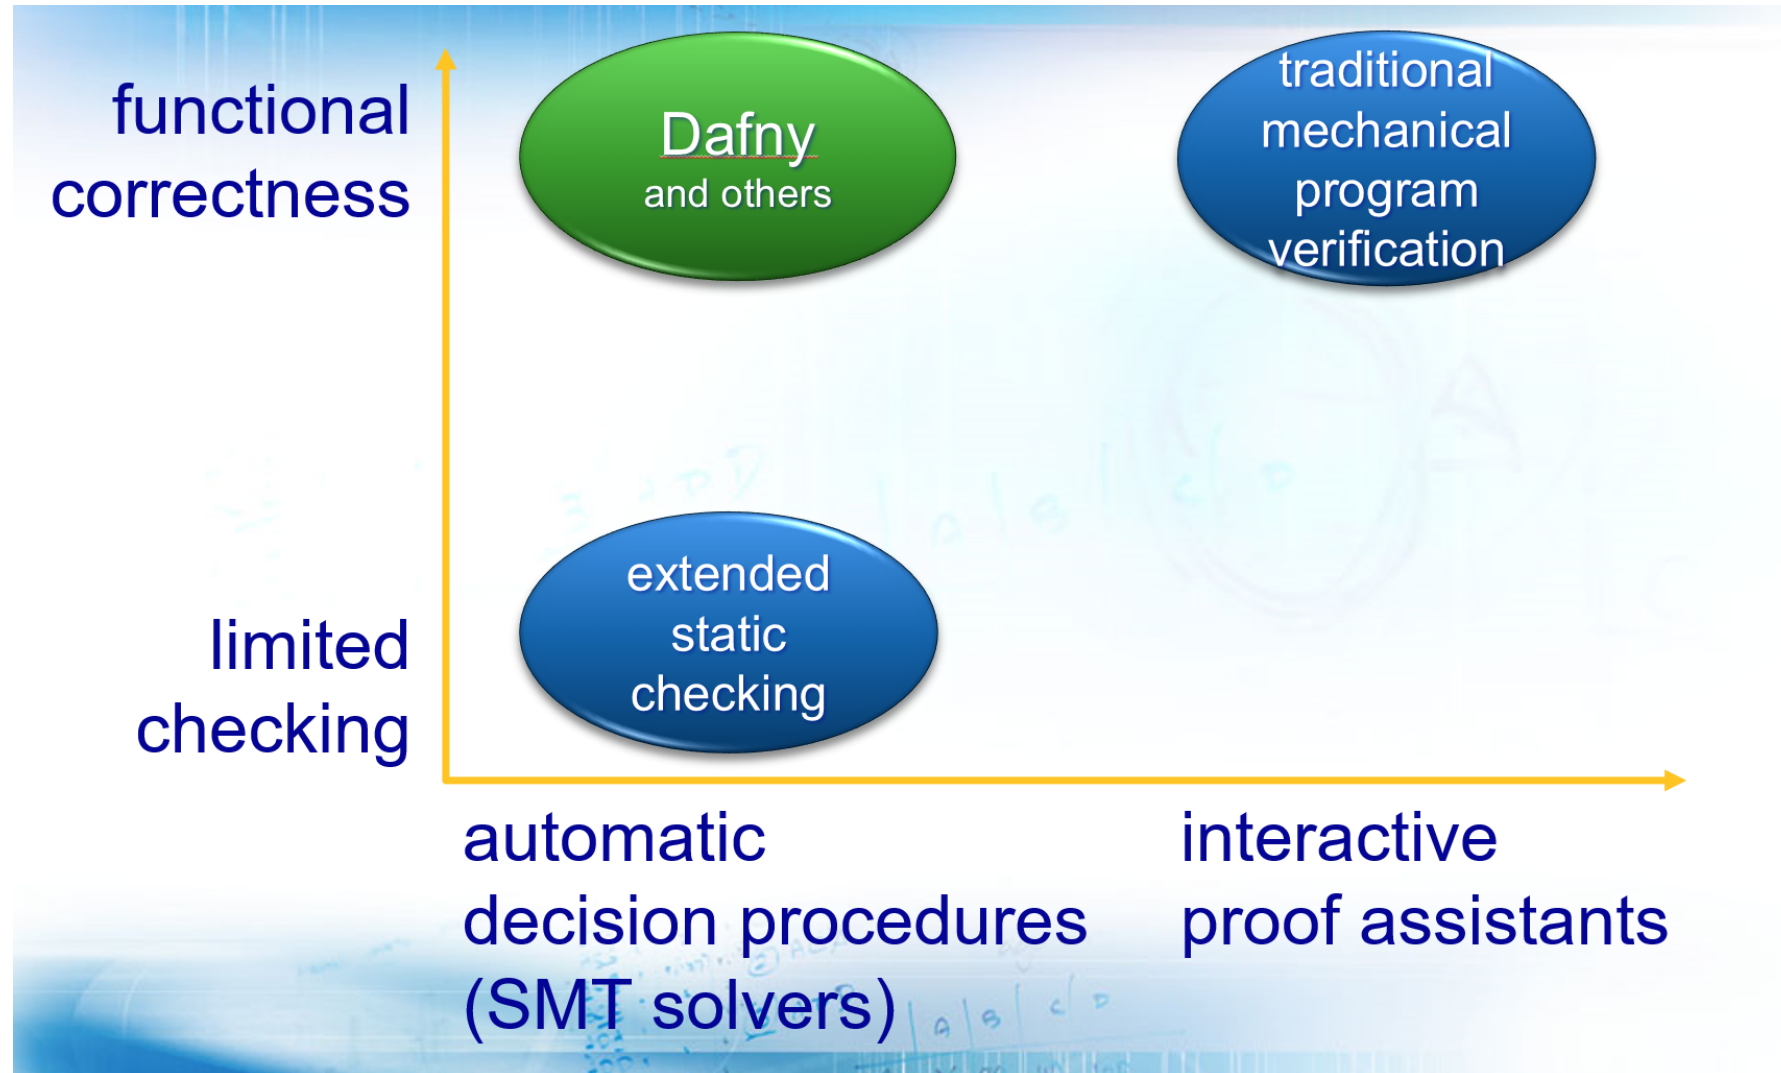 functional
correctness
Dafny
and others
traditional
mechanical
program
verification
limited
checking
extended
static
checking
automatic
decision procedures
(SMT solvers)
interactive
proof assistants